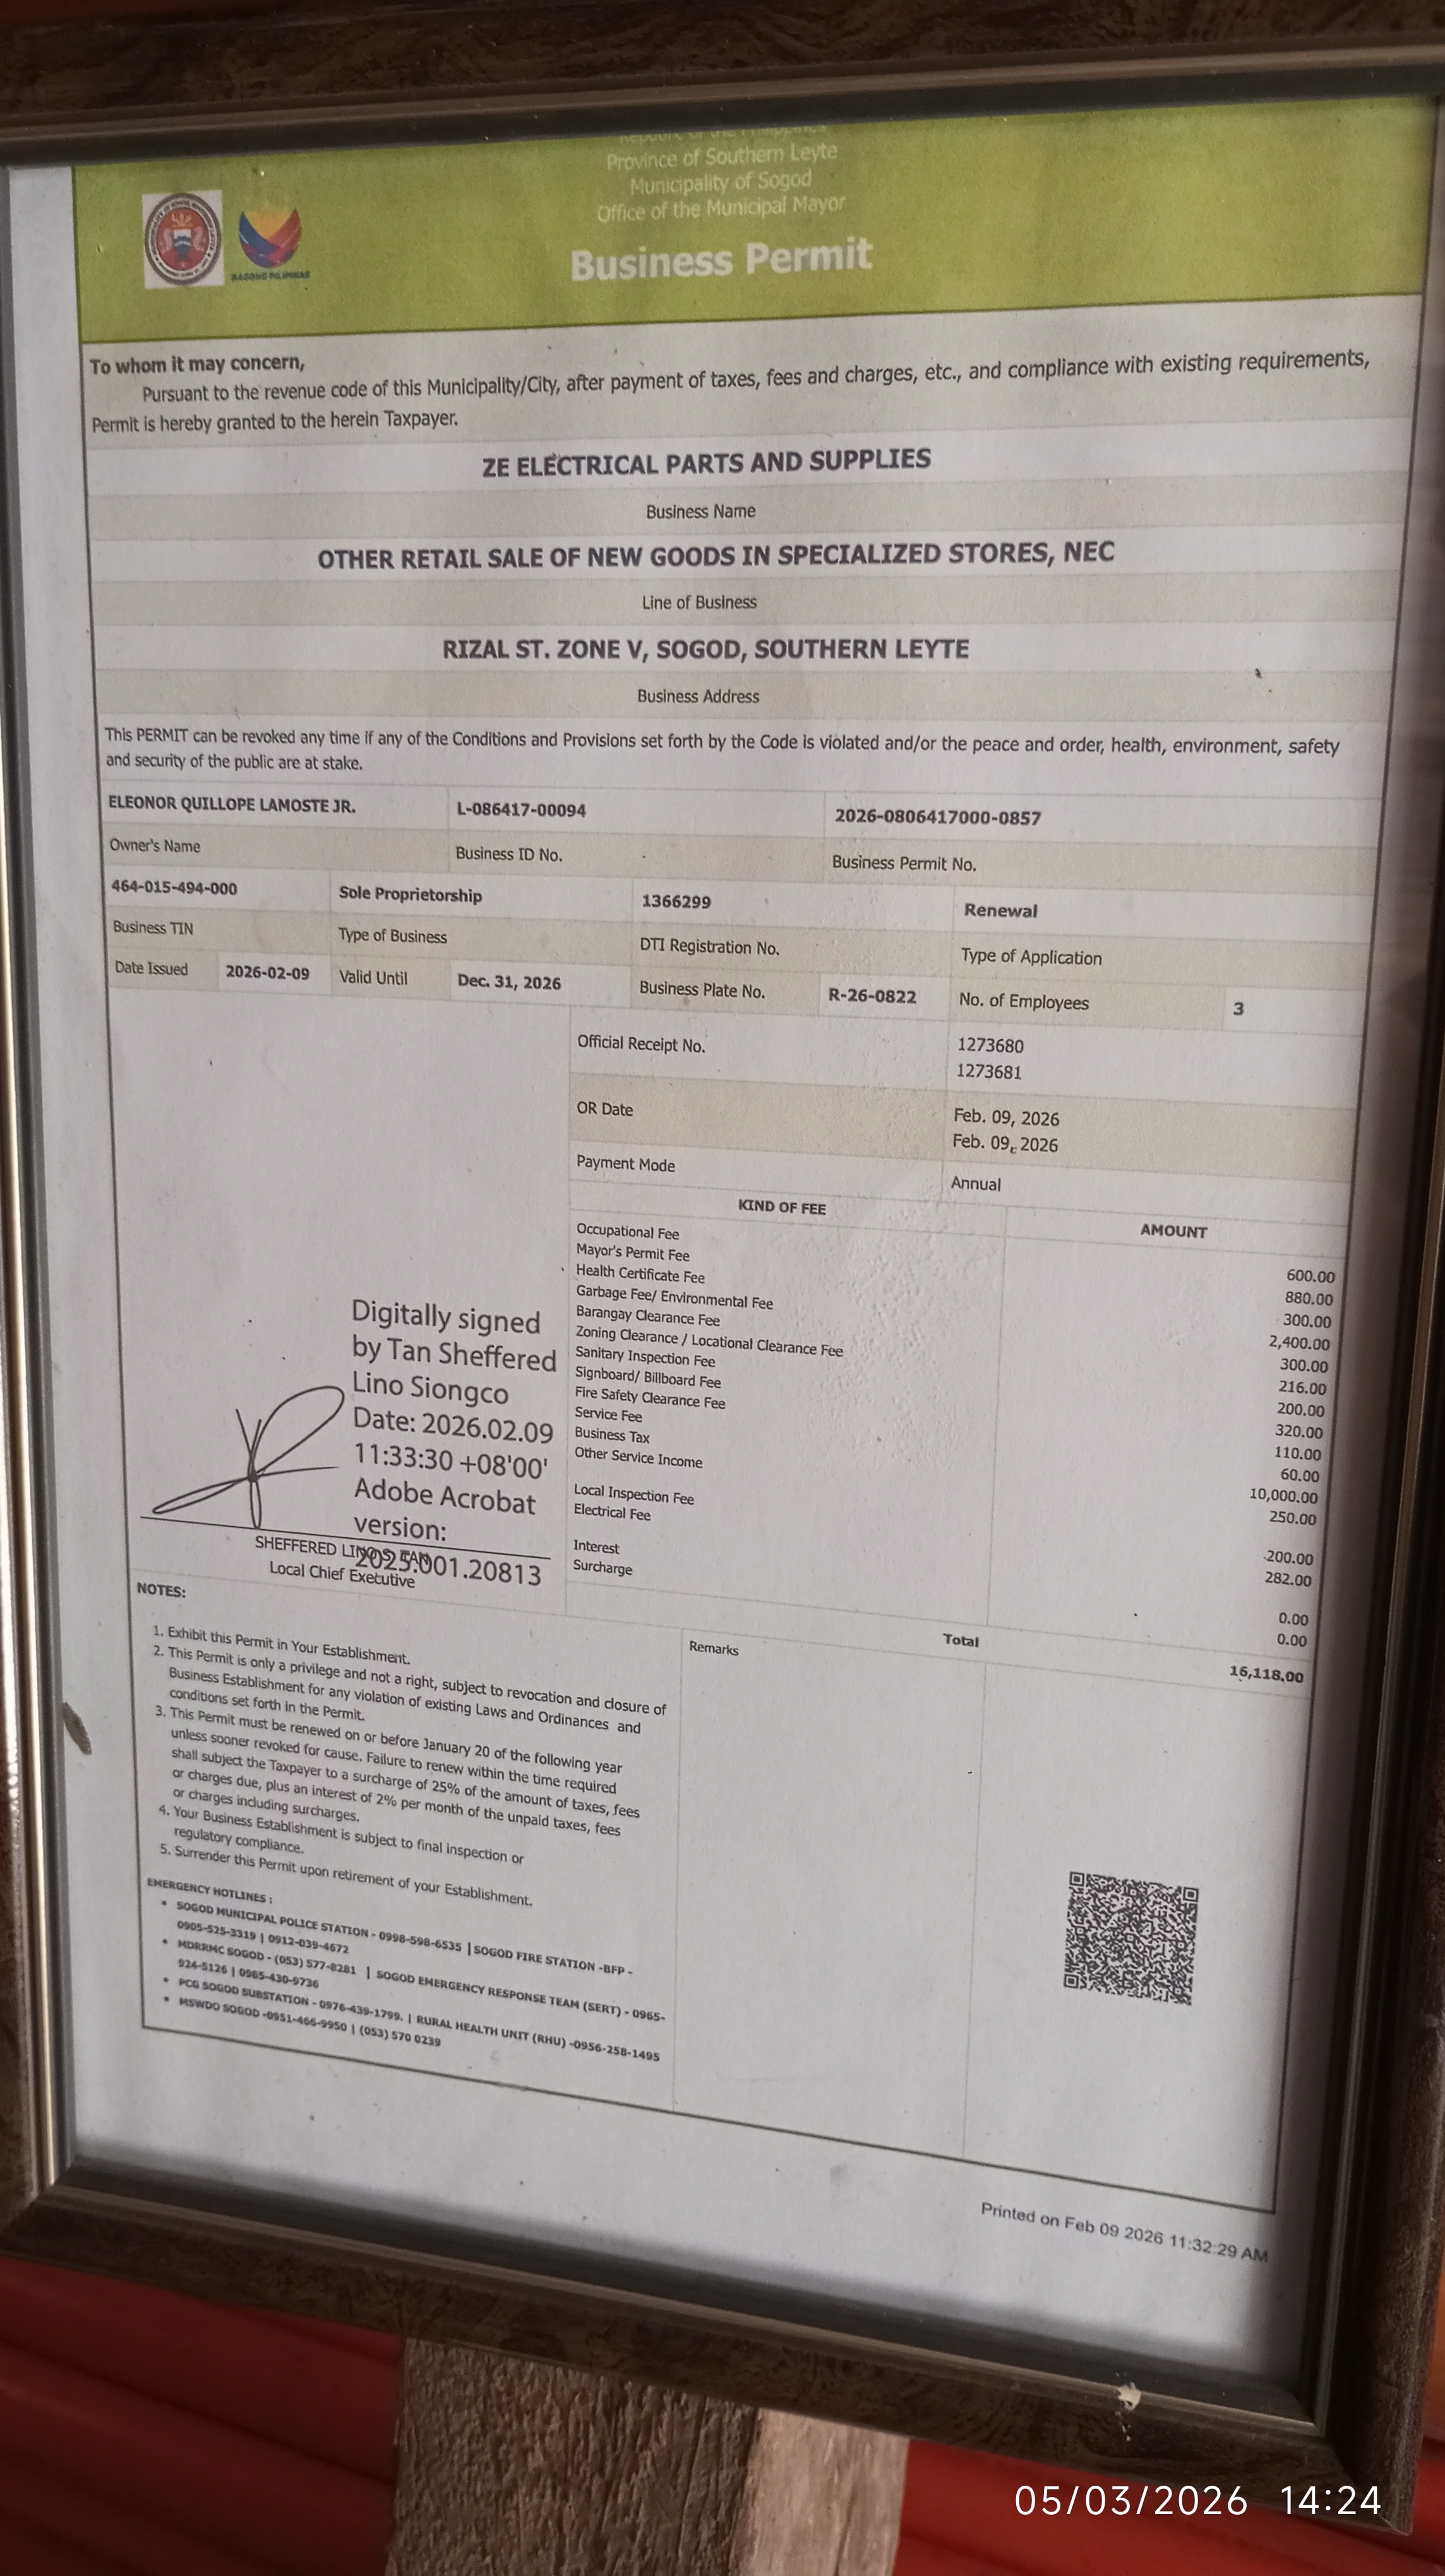 Republic of the Philippines
Province of Southern Leyte
Municipality of Sogod
Office of the Municipal Mayor
Business Permit
BAGONG PILIPINAS
To whom it may concern,
Pursuant to the revenue code of this Municipality/City, after payment of taxes, fees and charges, etc., and compliance with existing requirements,
Permit is hereby granted to the herein Taxpayer.
ZE ELECTRICAL PARTS AND SUPPLIES
Business Name
OTHER RETAIL SALE OF NEW GOODS IN SPECIALIZED STORES, NEC
Line of Business
RIZAL ST. ZONE V, SOGOD, SOUTHERN LEYTE
Business Address
This PERMIT can be revoked any time if any of the Conditions and Provisions set forth by the Code is violated and/or the peace and order, health, environment, safety
and security of the public are at stake.
ELEONOR QUILLOPE LAMOSTE JR. L-086417-00094 2026-0806417000-0857
Owner's Name Business ID No. Business Permit No.
464-015-494-000 Sole Proprietorship 1366299 Renewal
Business TIN Type of Business DTI Registration No. Type of Application
Date Issued 2026-02-09 Valid Until Dec. 31, 2026 Business Plate No. R-26-0822 No. of Employees 3
Official Receipt No. 1273680
1273681
OR Date Feb. 09, 2026
Feb. 09, 2026
Payment Mode Annual
KIND OF FEE AMOUNT
Occupational Fee 600.00
Mayor's Permit Fee 880.00
Health Certificate Fee 300.00
Garbage Fee/ Environmental Fee 2,400.00
Barangay Clearance Fee 300.00
Zoning Clearance / Locational Clearance Fee 216.00
Sanitary Inspection Fee 200.00
Signboard/ Billboard Fee 320.00
Fire Safety Clearance Fee 110.00
Service Fee 60.00
Business Tax 10,000.00
Other Service Income 250.00
Local Inspection Fee 200.00
Electrical Fee 282.00
Interest 0.00
Surcharge 0.00
Total 16,118.00
Digitally signed
by Tan Sheffered
Lino Siongco
Date: 2026.02.09
11:33:30 +08'00'
Adobe Acrobat
version:
2025.001.20813
SHEFFERED LINO S. TAN
Local Chief Executive
NOTES:
1. Exhibit this Permit in Your Establishment.
2. This Permit is only a privilege and not a right, subject to revocation and closure of
Business Establishment for any violation of existing Laws and Ordinances and
conditions set forth in the Permit.
3. This Permit must be renewed on or before January 20 of the following year
unless sooner revoked for cause. Failure to renew within the time required
shall subject the Taxpayer to a surcharge of 25% of the amount of taxes, fees
or charges due, plus an interest of 2% per month of the unpaid taxes, fees
or charges including surcharges.
4. Your Business Establishment is subject to final inspection or
regulatory compliance.
5. Surrender this Permit upon retirement of your Establishment.
Remarks
EMERGENCY HOTLINES :
• SOGOD MUNICIPAL POLICE STATION - 0998-598-6535 | SOGOD FIRE STATION -BFP -
0905-525-3319 | 0912-039-4672
• MDRRMC SOGOD - (053) 577-8281 | SOGOD EMERGENCY RESPONSE TEAM (SERT) - 0965-
924-5126 | 0985-430-9736
• PCG SOGOD SUBSTATION - 0976-439-1799. | RURAL HEALTH UNIT (RHU) -0956-258-1495
• MSWDO SOGOD -0951-466-9950 | (053) 570 0239
Printed on Feb 09 2026 11:32:29 AM
05/03/2026 14:24